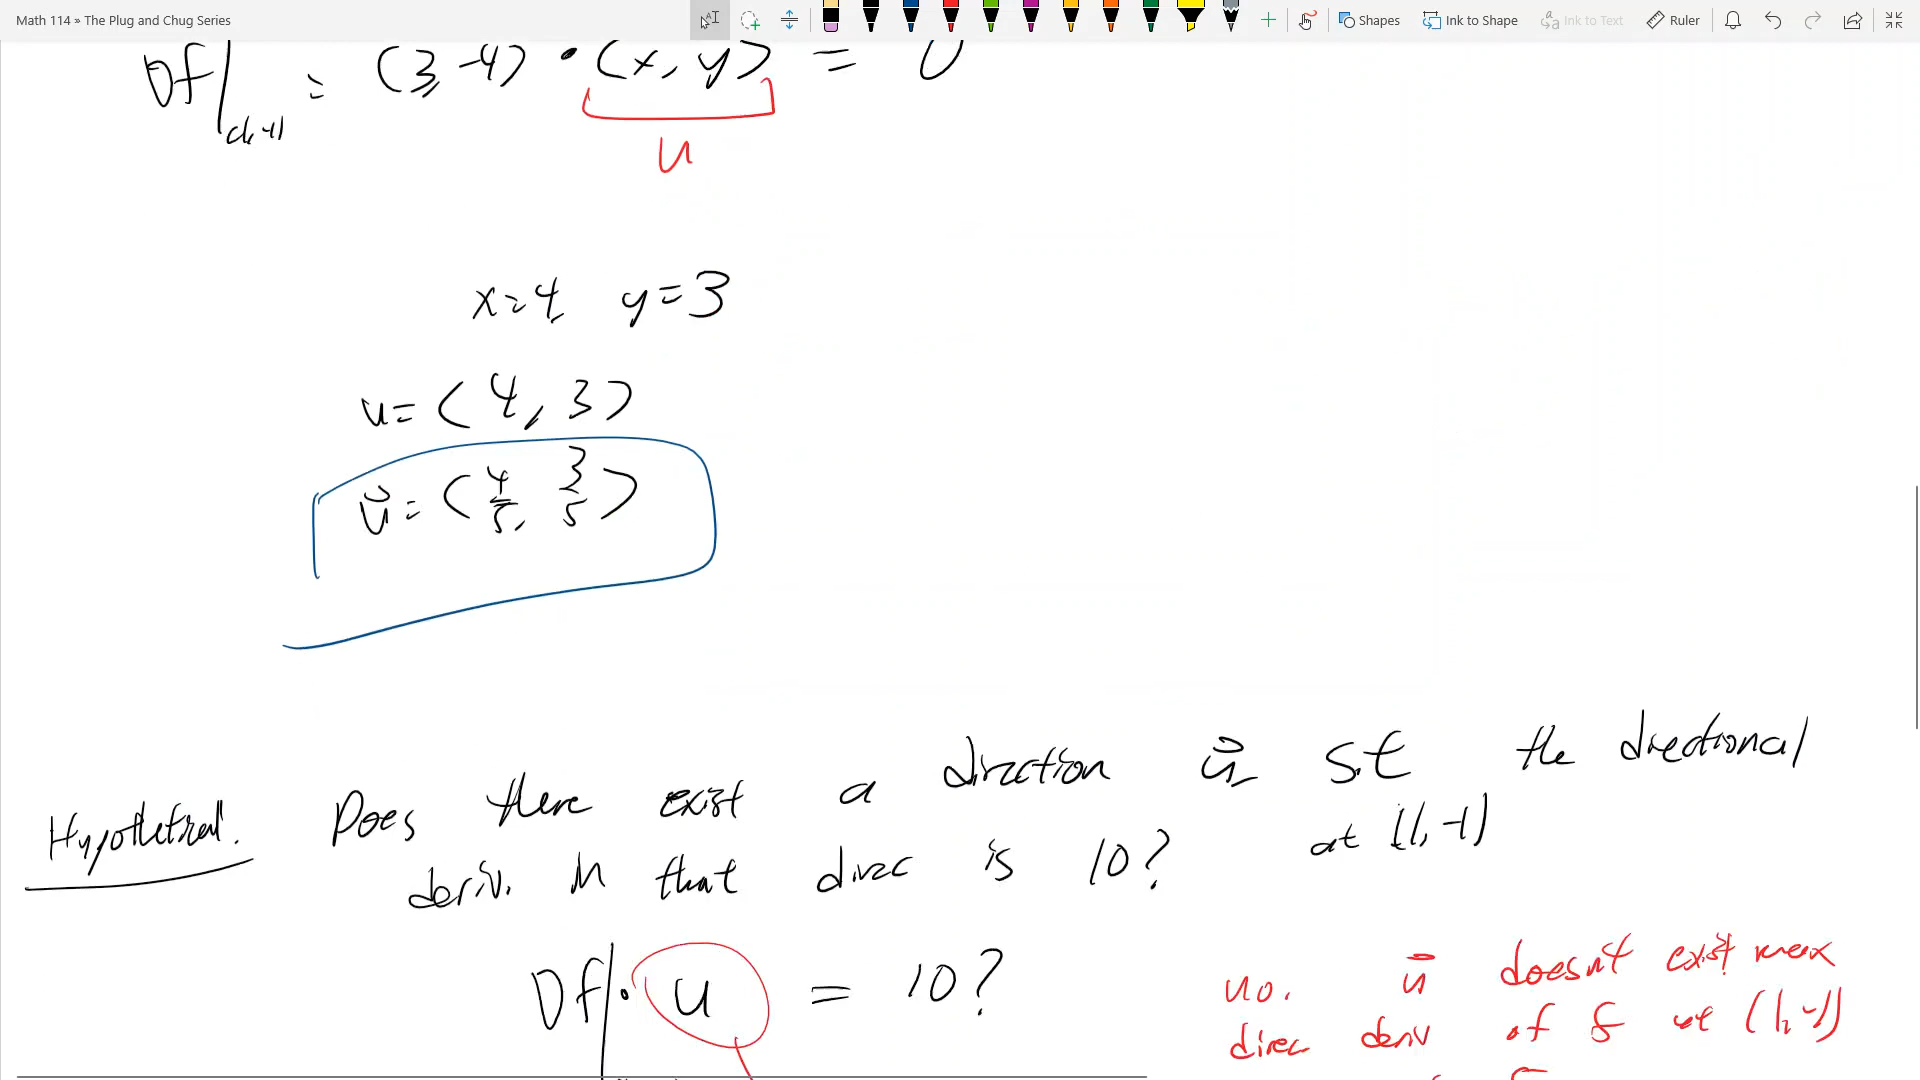 Math 114 » The Plug and Chug Series
Shapes
Ink to Shape
Ink to Text
Ruler
Df|(1,-1) = (3,-4) • (x, y) = 0
u
x=4, y=3
u= (4, 3)
u⃗ = (4/5, 3/5)
Hypothetical. Does there exist a direction u⃗ s.t the directional
deriv. in that direc is 10? at (1, -1)
Df|• u = 10?
no. u⃗ doesn't exist max
direc deriv of f at (1,-1)